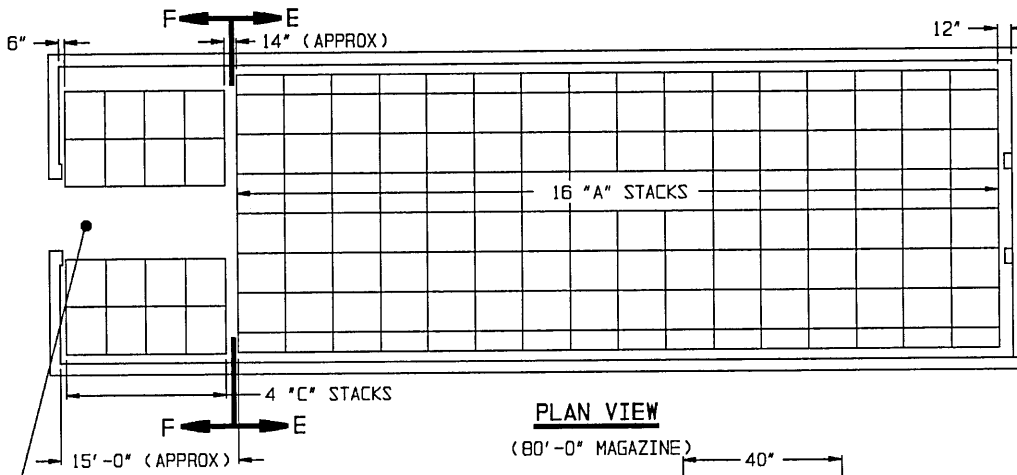 F E
6" 14" (APPROX) 12"
16 "A" STACKS
4 "C" STACKS
F E
PLAN VIEW
(80'-0" MAGAZINE)
15'-0" (APPROX) 40"